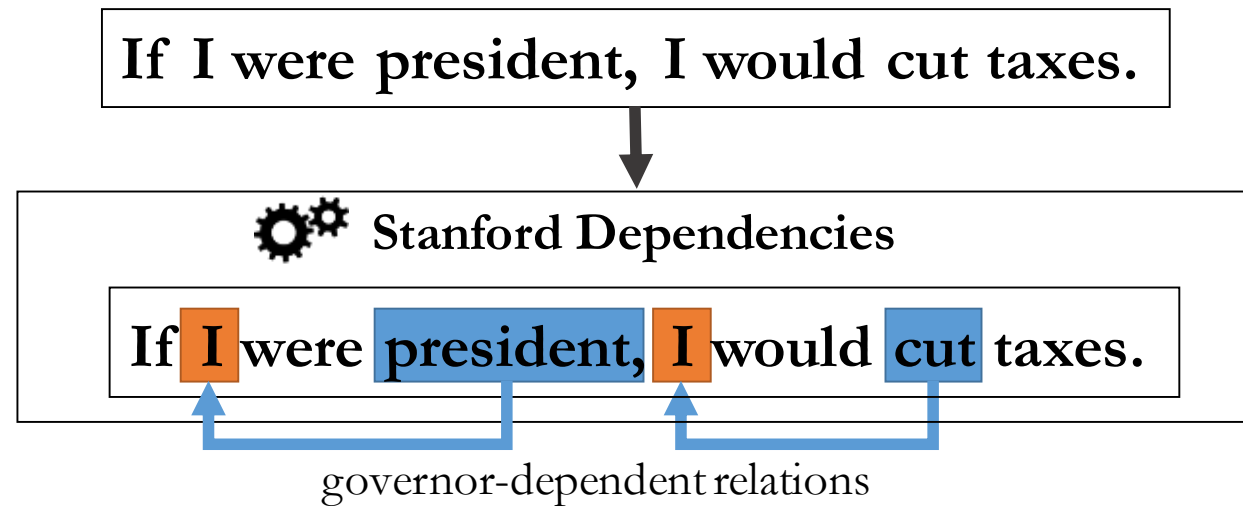 If I were president, I would cut taxes.
Stanford Dependencies
If I were president, I would cut taxes.
governor-dependent relations